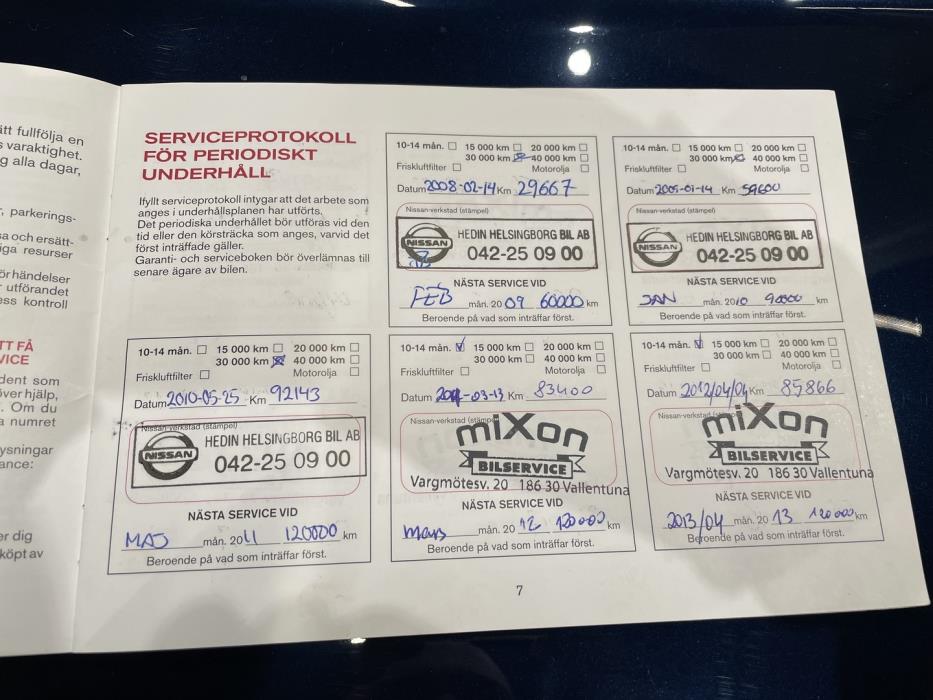 ätt fullfölja en
s varaktighet.
g alla dagar,
r, parkerings-
sa och ersätt-
liga resurser
ör händelser
r utförandet
ess kontroll
TT FÅ
VICE
dent som
över hjälp,
. Om du
a numret
ysningar
ance:
er dig
köpt av
SERVICEPROTOKOLL
FÖR PERIODISKT
UNDERHÅLL
Ifyllt serviceprotokoll intygar att det arbete som
anges i underhållsplanen har utförts.
Det periodiska underhållet bör utföras vid den
tid eller den körsträcka som anges, varvid det
först inträffade gäller.
Garanti- och serviceboken bör överlämnas till
senare ägare av bilen.
10-14 mån. 15 000 km 20 000 km
30 000 km 40 000 km
Friskluftfilter Motorolja
Datum 2008-02-14 Km 29667
Nissan-verkstad (stämpel)
NISSAN HEDIN HELSINGBORG BIL AB
042-25 09 00
NÄSTA SERVICE VID
FEB mån. 20 09 60000 km
Beroende på vad som inträffar först.
10-14 mån. 15 000 km 20 000 km
30 000 km 40 000 km
Friskluftfilter Motorolja
Datum 2009-01-14 Km 59600
Nissan-verkstad (stämpel)
NISSAN HEDIN HELSINGBORG BIL AB
042-25 09 00
NÄSTA SERVICE VID
JAN mån. 2010 90000 km
Beroende på vad som inträffar först.
10-14 mån. 15 000 km 20 000 km
30 000 km 40 000 km
Friskluftfilter Motorolja
Datum 2010-05-25 Km 92143
Nissan-verkstad (stämpel)
NISSAN HEDIN HELSINGBORG BIL AB
042-25 09 00
NÄSTA SERVICE VID
MAJ mån. 2011 120000 km
Beroende på vad som inträffar först.
10-14 mån. 15 000 km 20 000 km
30 000 km 40 000 km
Friskluftfilter Motorolja
Datum -03-13 Km 83400
Nissan-verkstad (stämpel)
miXon
BILSERVICE
Vargmötesv. 20 186 30 Vallentuna
NÄSTA SERVICE VID
mars mån. 20 12 120000 km
Beroende på vad som inträffar först.
10-14 mån. 15 000 km 20 000 km
30 000 km 40 000 km
Friskluftfilter Motorolja
Datum 2012/04/04 Km 85866
Nissan-verkstad (stämpel)
miXon
BILSERVICE
Vargmötesv. 20 186 30 Vallentuna
NÄSTA SERVICE VID
2013/04 mån. 20 13 120000 km
Beroende på vad som inträffar först.
7